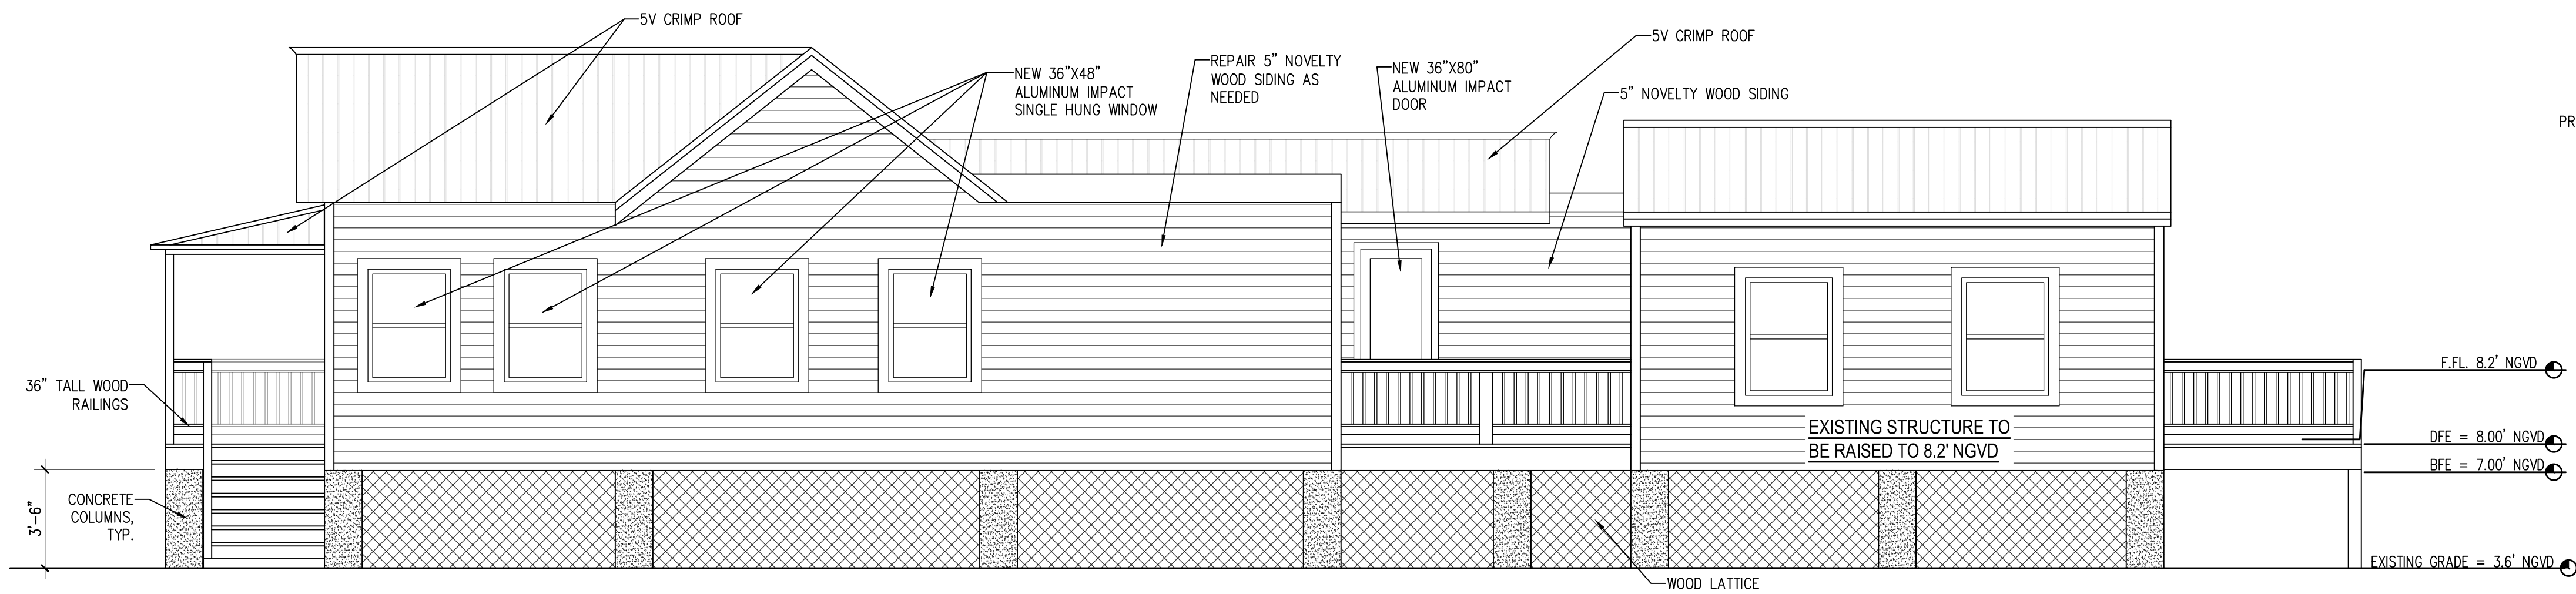 5V CRIMP ROOF
5V CRIMP ROOF
NEW 36"X48"
ALUMINUM IMPACT
SINGLE HUNG WINDOW
REPAIR 5" NOVELTY
WOOD SIDING AS
NEEDED
NEW 36"X80"
ALUMINUM IMPACT
DOOR
5" NOVELTY WOOD SIDING
PR
36" TALL WOOD
RAILINGS
F.FL. 8.2' NGVD
EXISTING STRUCTURE TO
BE RAISED TO 8.2' NGVD
DFE = 8.00' NGVD
BFE = 7.00' NGVD
3'-6"
CONCRETE
COLUMNS,
TYP.
EXISTING GRADE = 3.6' NGVD
WOOD LATTICE